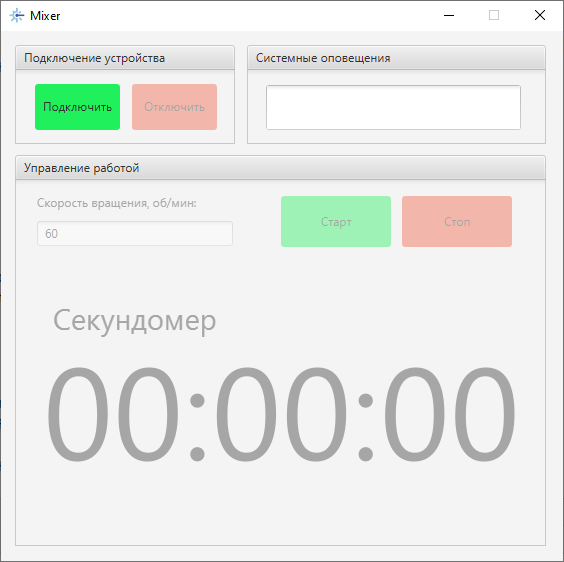 Mixer
Подключение устройства
Системные оповещения
Подключить
Отключить
Управление работой
Скорость вращения, об/мин:
60
Старт
Стоп
Секундомер
00:00:00